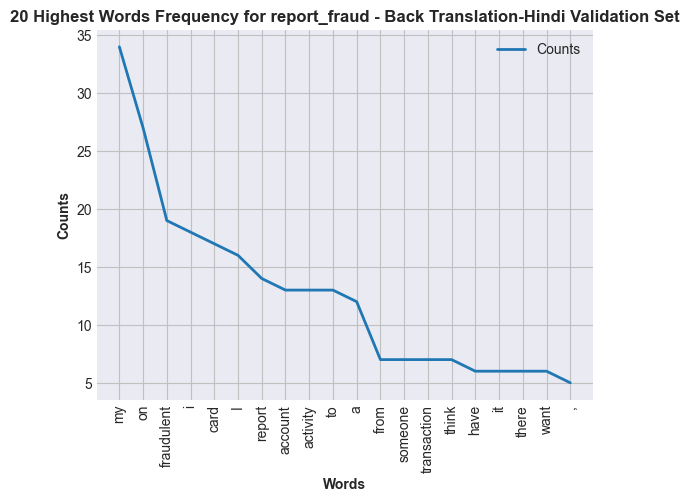 20 Highest Words Frequency for report_fraud - Back Translation-Hindi Validation Set
Counts
35
30
25
20
15
10
5
Counts
my
on
fraudulent
i
card
I
report
account
activity
to
a
from
someone
transaction
think
have
it
there
want
,
Words